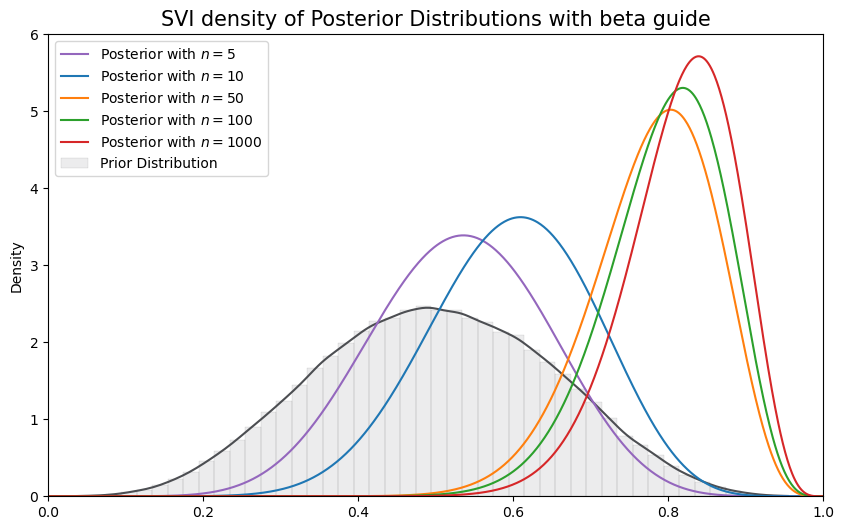 SVI density of Posterior Distributions with beta guide
6
Posterior with n = 5
Posterior with n = 10
Posterior with n = 50
Posterior with n = 100
Posterior with n = 1000
Prior Distribution
5
4
3
2
1
0
Density
0.0 0.2 0.4 0.6 0.8 1.0